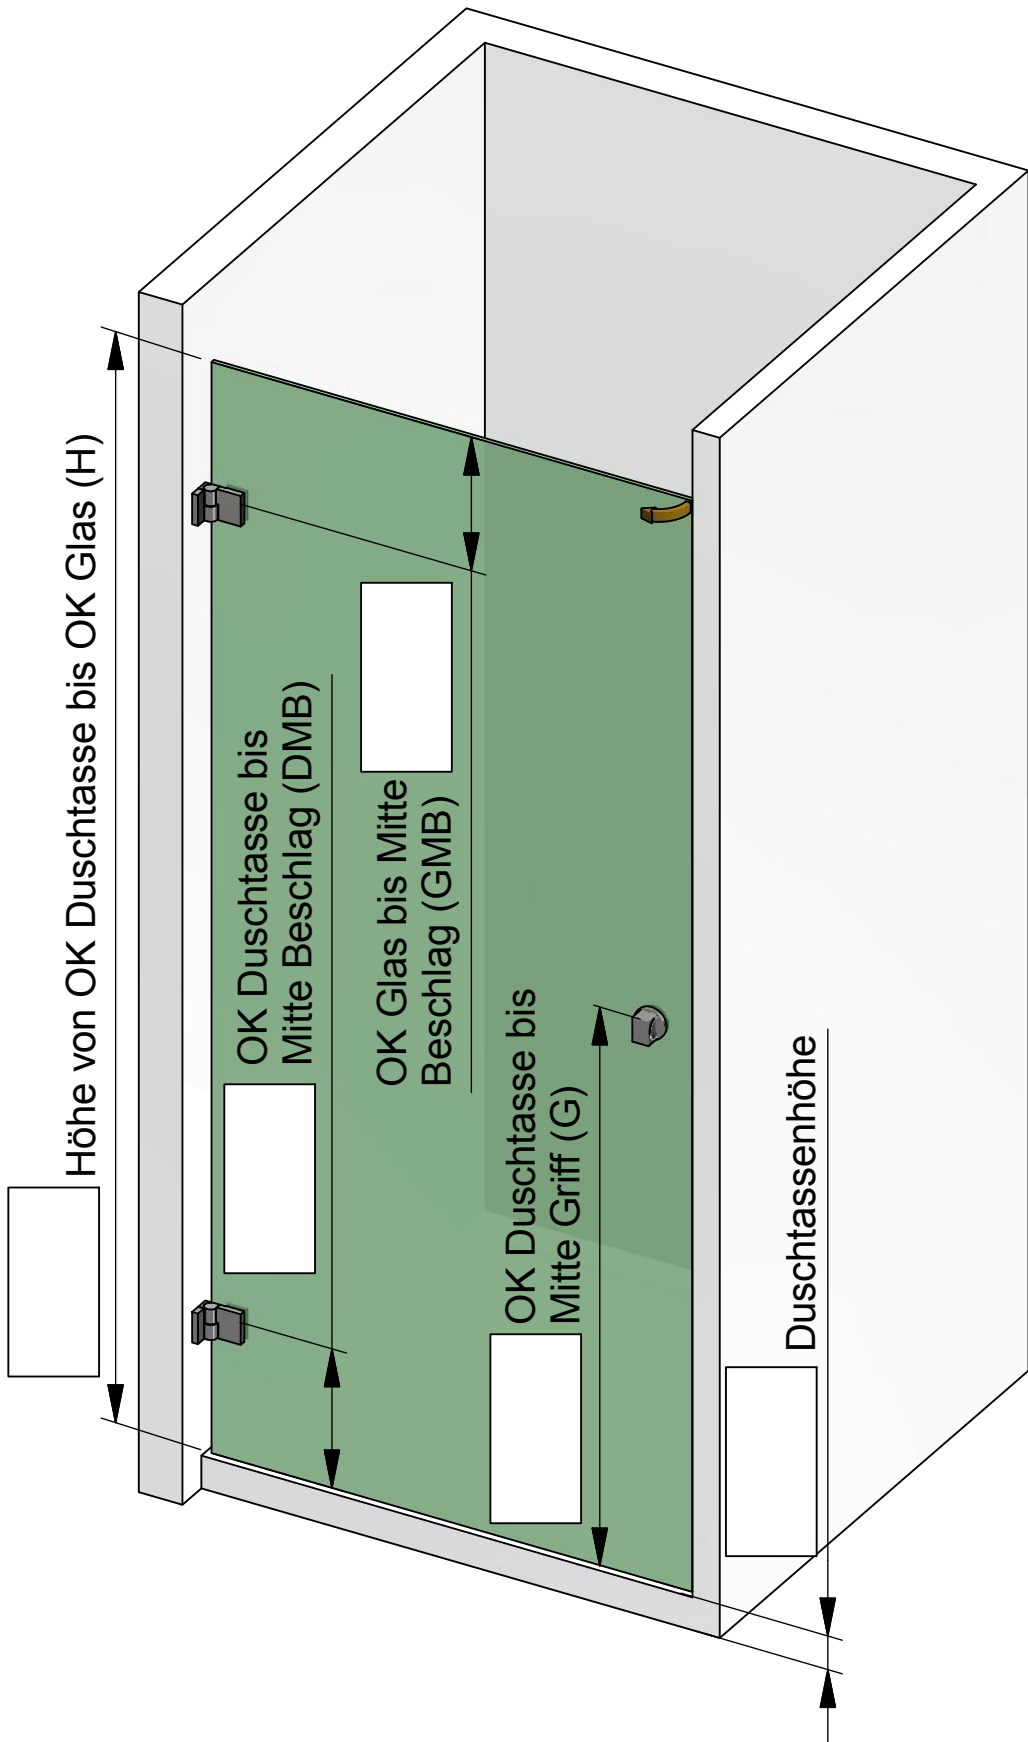 Höhe von OK Duschtasse bis OK Glas (H)
OK Duschtasse bis
Mitte Beschlag (DMB)
OK Glas bis Mitte
Beschlag (GMB)
OK Duschtasse bis
Mitte Griff (G)
Duschtassenhöhe